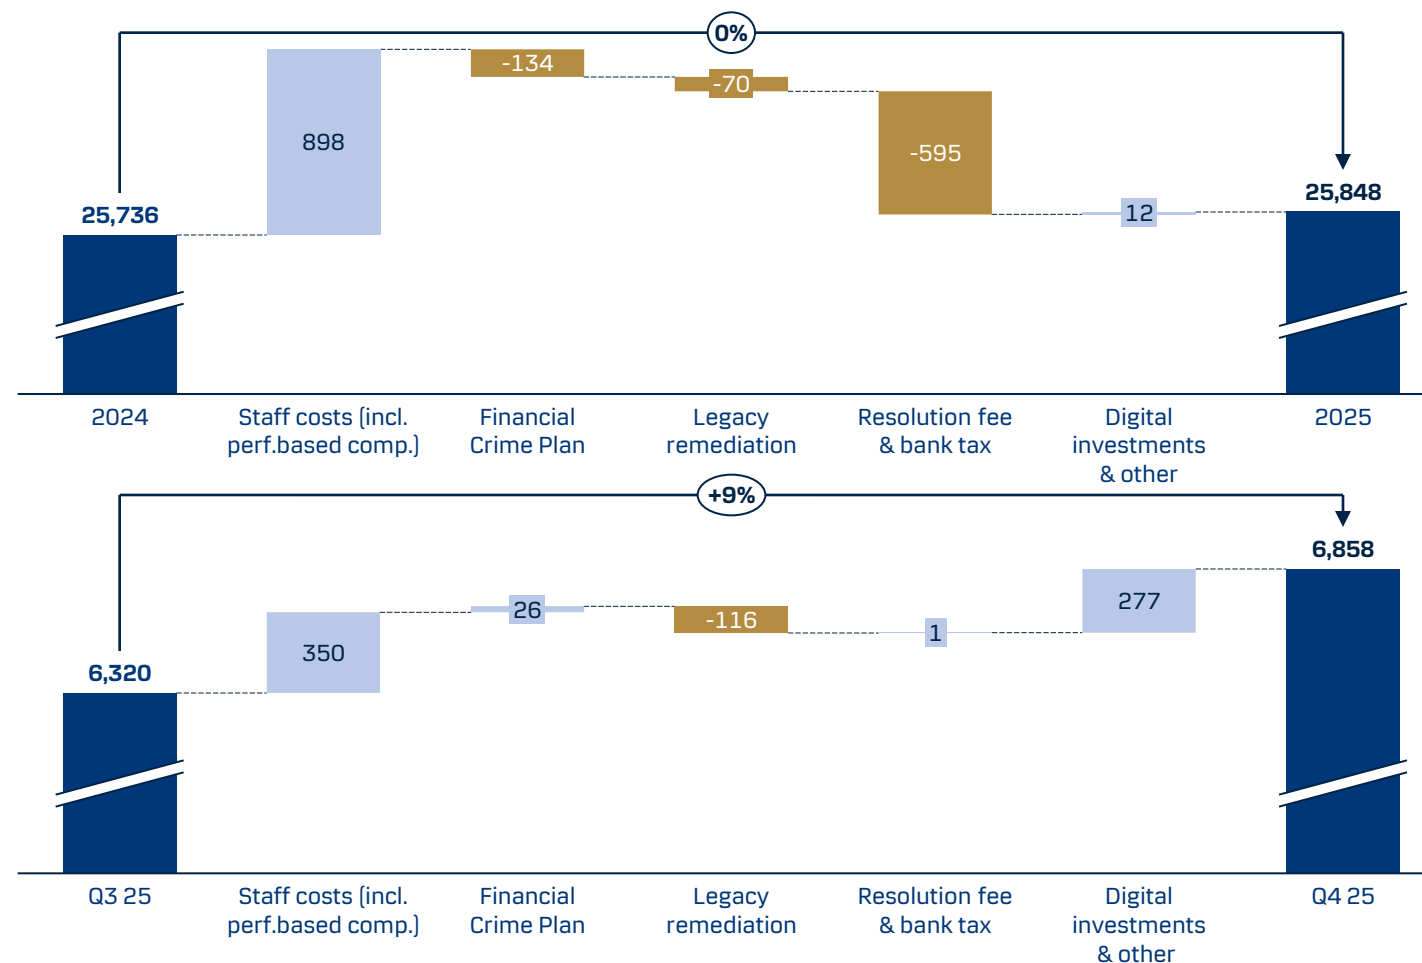 0%
25,736
898
-134
-70
-595
12
25,848
2024
Staff costs (incl.
perf.based comp.)
Financial
Crime Plan
Legacy
remediation
Resolution fee
& bank tax
Digital
investments
& other
2025
+9%
6,320
350
26
-116
1
277
6,858
Q3 25
Staff costs (incl.
perf.based comp.)
Financial
Crime Plan
Legacy
remediation
Resolution fee
& bank tax
Digital
investments
& other
Q4 25